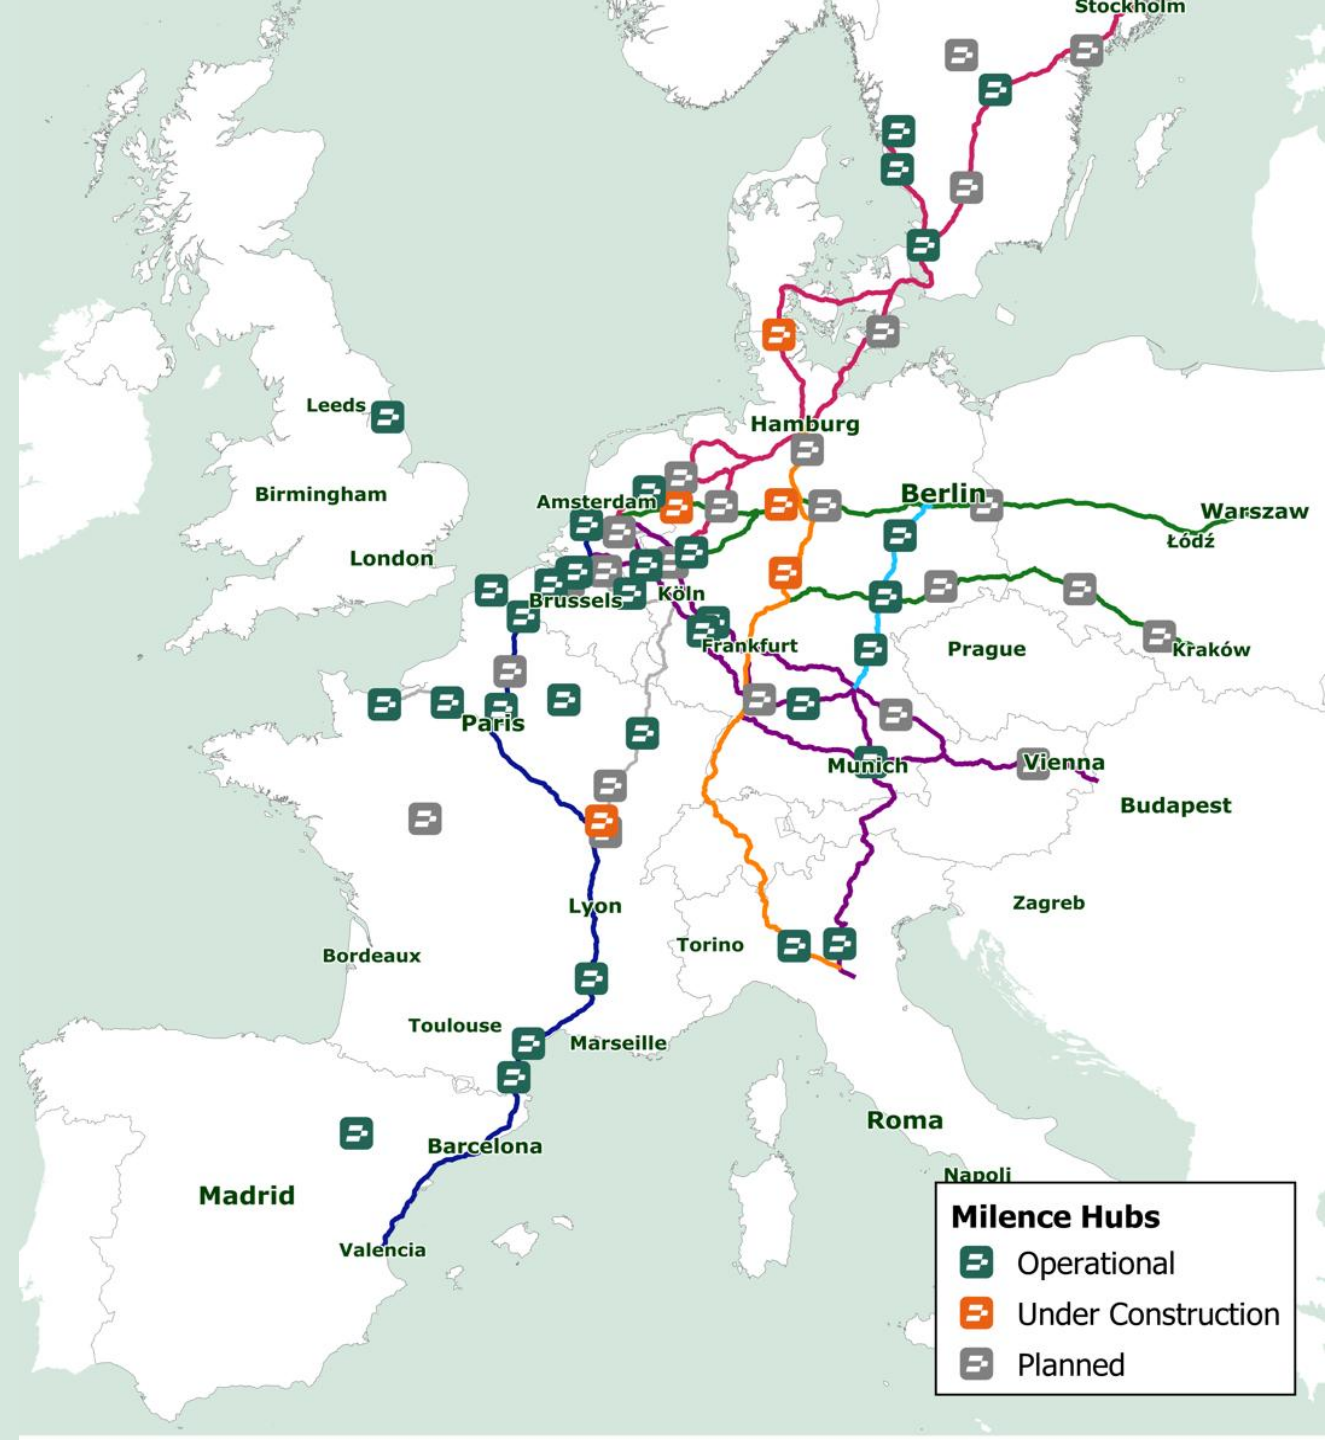 Stockholm
Leeds
Hamburg
Birmingham
Amsterdam
Berlin
Warszaw
Łódź
London
Brussels
Köln
Frankfurt
Prague
Kraków
Paris
Munich
Vienna
Budapest
Lyon
Zagreb
Bordeaux
Torino
Toulouse
Marseille
Roma
Barcelona
Madrid
Napoli
Valencia
Milence Hubs
Operational
Under Construction
Planned